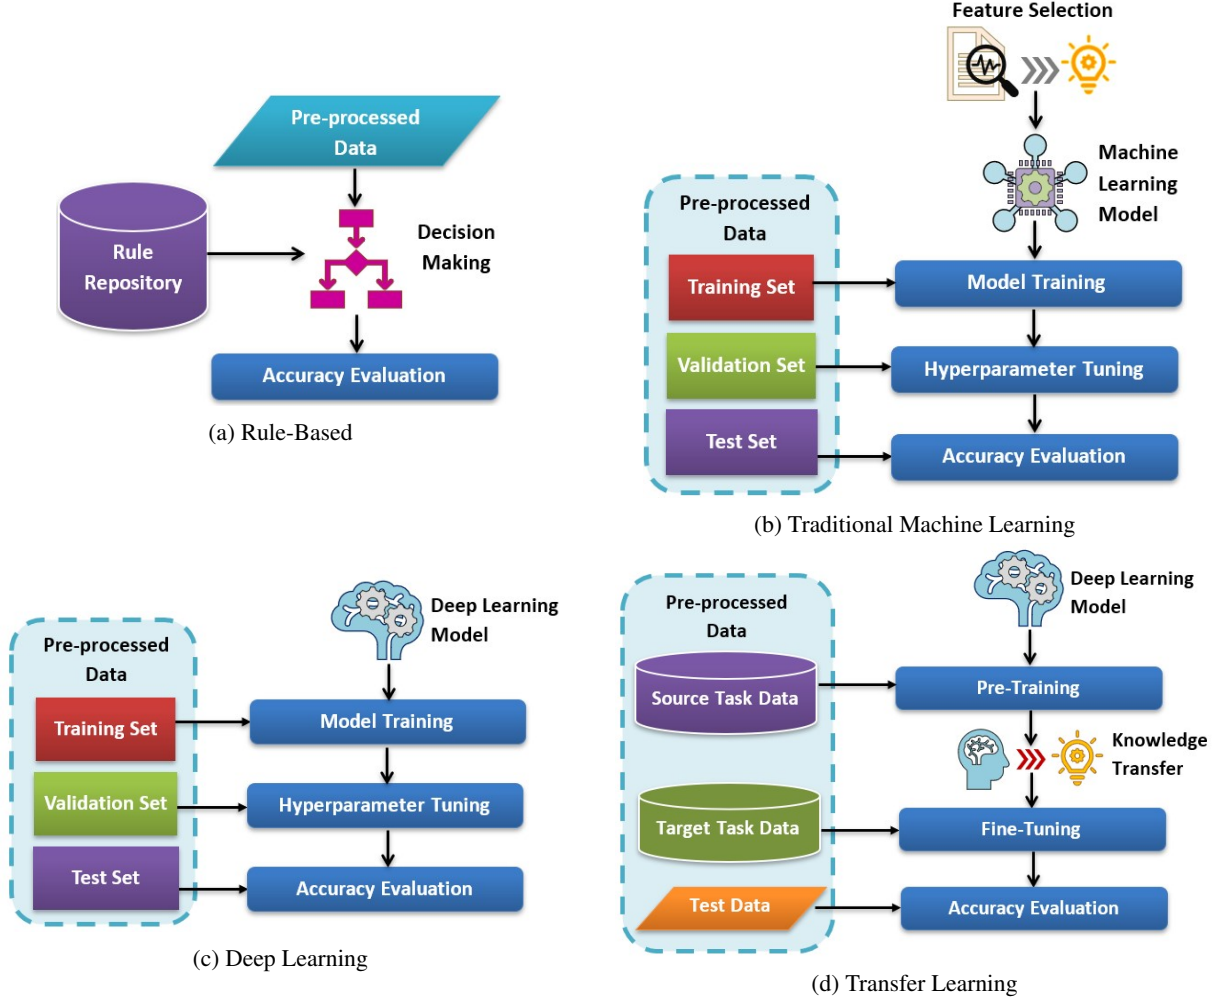 Pre-processed
Data
Rule
Repository
Decision
Making
Accuracy Evaluation
(a) Rule-Based
Feature Selection
Machine
Learning
Model
Pre-processed
Data
Training Set
Model Training
Validation Set
Hyperparameter Tuning
Test Set
Accuracy Evaluation
(b) Traditional Machine Learning
Deep Learning
Model
Pre-processed
Data
Training Set
Model Training
Validation Set
Hyperparameter Tuning
Test Set
Accuracy Evaluation
(c) Deep Learning
Deep Learning
Model
Pre-processed
Data
Source Task Data
Pre-Training
Knowledge
Transfer
Target Task Data
Fine-Tuning
Test Data
Accuracy Evaluation
(d) Transfer Learning